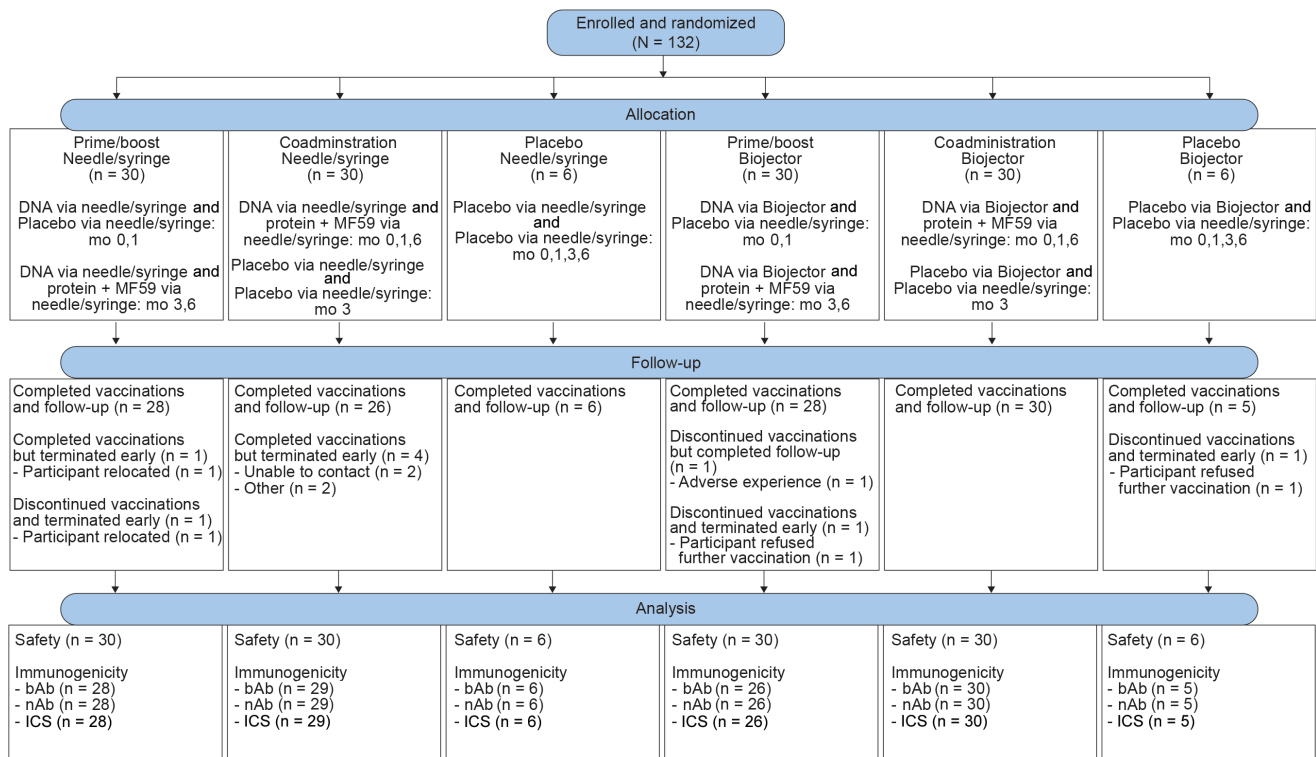 Enrolled and randomized
(N = 132)
Allocation
Prime/boost
Needle/syringe
(n = 30)
DNA via needle/syringe and
Placebo via needle/syringe:
mo 0,1
DNA via needle/syringe and
protein + MF59 via
needle/syringe: mo 3,6
Coadminstration
Needle/syringe
(n = 30)
DNA via needle/syringe and
protein + MF59 via
needle/syringe: mo 0,1,6
Placebo via needle/syringe
and
Placebo via needle/syringe:
mo 3
Placebo
Needle/syringe
(n = 6)
Placebo via needle/syringe
and
Placebo via needle/syringe:
mo 0,1,3,6
Prime/boost
Biojector
(n = 30)
DNA via Biojector and
Placebo via needle/syringe:
mo 0,1
DNA via Biojector and
protein + MF59 via
needle/syringe: mo 3,6
Coadministration
Biojector
(n = 30)
DNA via Biojector and
protein + MF59 via
needle/syringe: mo 0,1,6
Placebo via Biojector and
Placebo via needle/syringe:
mo 3
Placebo
Biojector
(n = 6)
Placebo via Biojector and
Placebo via needle/syringe:
mo 0,1,3,6
Follow-up
Completed vaccinations
and follow-up (n = 28)
Completed vaccinations
but terminated early (n = 1)
- Participant relocated (n = 1)
Discontinued vaccinations
and terminated early (n = 1)
- Participant relocated (n = 1)
Completed vaccinations
and follow-up (n = 26)
Completed vaccinations
but terminated early (n = 4)
- Unable to contact (n = 2)
- Other (n = 2)
Completed vaccinations
and follow-up (n = 6)
Completed vaccinations
and follow-up (n = 28)
Discontinued vaccinations
but completed follow-up
(n = 1)
- Adverse experience (n = 1)
Discontinued vaccinations
and terminated early (n = 1)
- Participant refused
further vaccination (n = 1)
Completed vaccinations
and follow-up (n = 30)
Completed vaccinations
and follow-up (n = 5)
Discontinued vaccinations
and terminated early (n = 1)
- Participant refused
further vaccination (n = 1)
Analysis
Safety (n = 30)
Immunogenicity
- bAb (n = 28)
- nAb (n = 28)
- ICS (n = 28)
Safety (n = 30)
Immunogenicity
- bAb (n = 29)
- nAb (n = 29)
- ICS (n = 29)
Safety (n = 6)
Immunogenicity
- bAb (n = 6)
- nAb (n = 6)
- ICS (n = 6)
Safety (n = 30)
Immunogenicity
- bAb (n = 26)
- nAb (n = 26)
- ICS (n = 26)
Safety (n = 30)
Immunogenicity
- bAb (n = 30)
- nAb (n = 30)
- ICS (n = 30)
Safety (n = 6)
Immunogenicity
- bAb (n = 5)
- nAb (n = 5)
- ICS (n = 5)